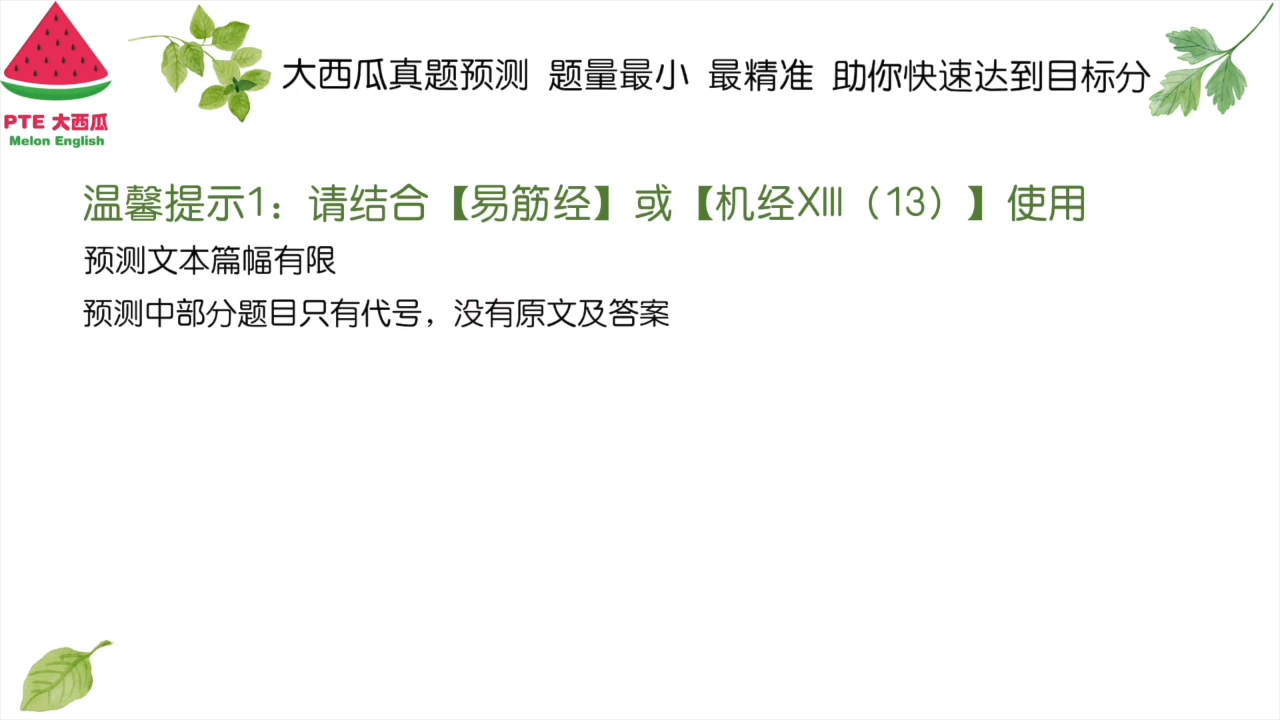 大西瓜真题预测 题量最小 最精准 助你快速达到目标分
PTE 大西瓜
Melon English
温馨提示1：请结合【易筋经】或【机经XIII（13）】使用
预测文本篇幅有限
预测中部分题目只有代号，没有原文及答案